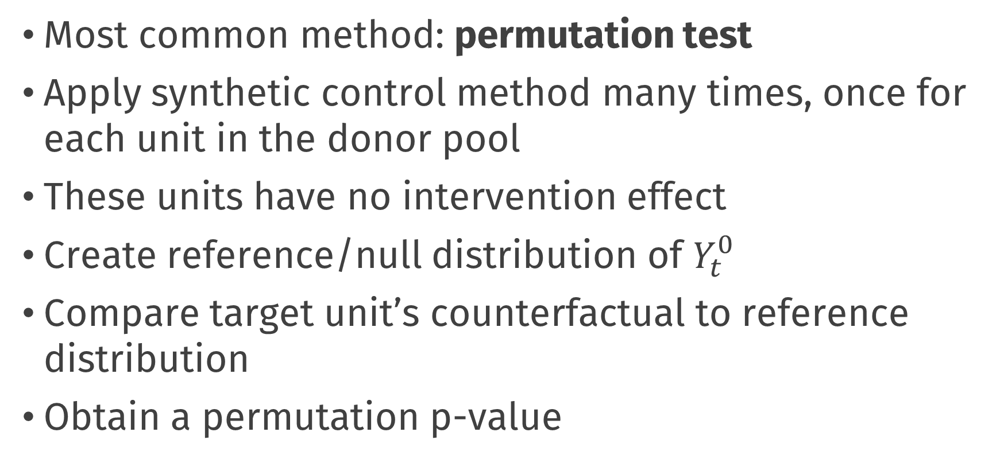 • Most common method: permutation test
• Apply synthetic control method many times, once for
each unit in the donor pool
• These units have no intervention effect
• Create reference/null distribution of $Y_t^0$
• Compare target unit’s counterfactual to reference
distribution
• Obtain a permutation p-value